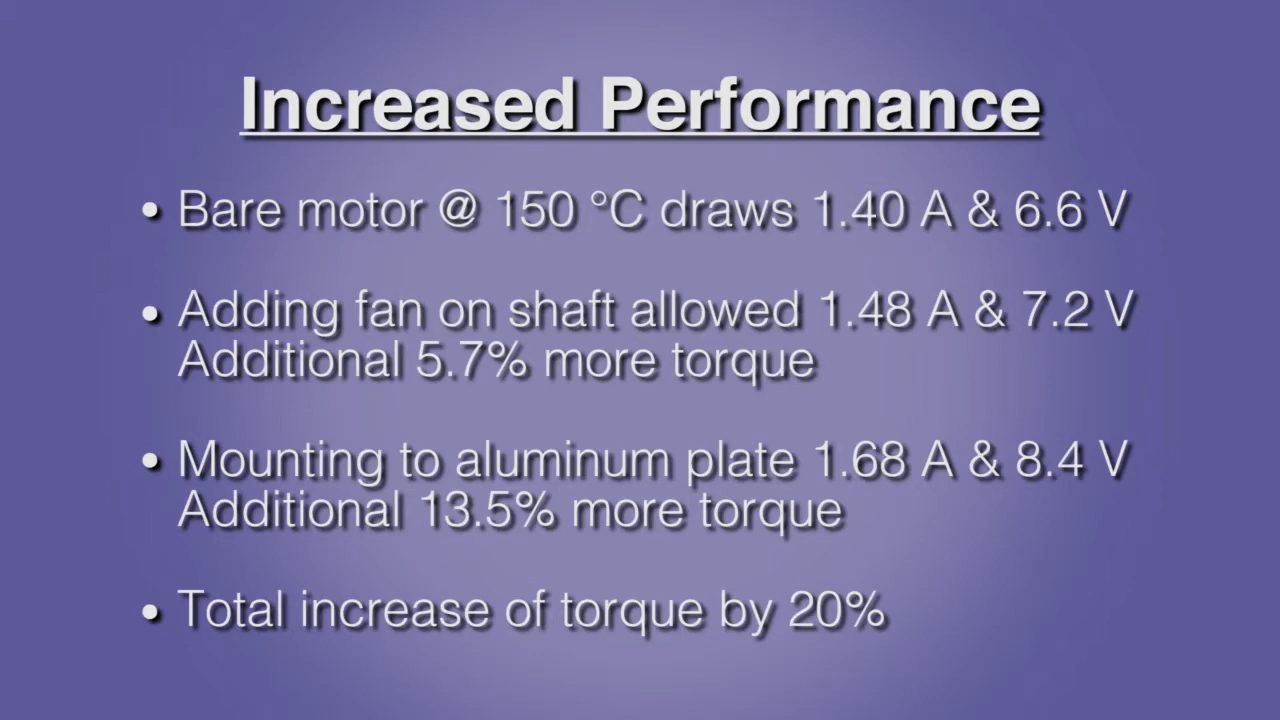 Increased Performance
• Bare motor @ 150 °C draws 1.40 A & 6.6 V
• Adding fan on shaft allowed 1.48 A & 7.2 V
Additional 5.7% more torque
• Mounting to aluminum plate 1.68 A & 8.4 V
Additional 13.5% more torque
• Total increase of torque by 20%